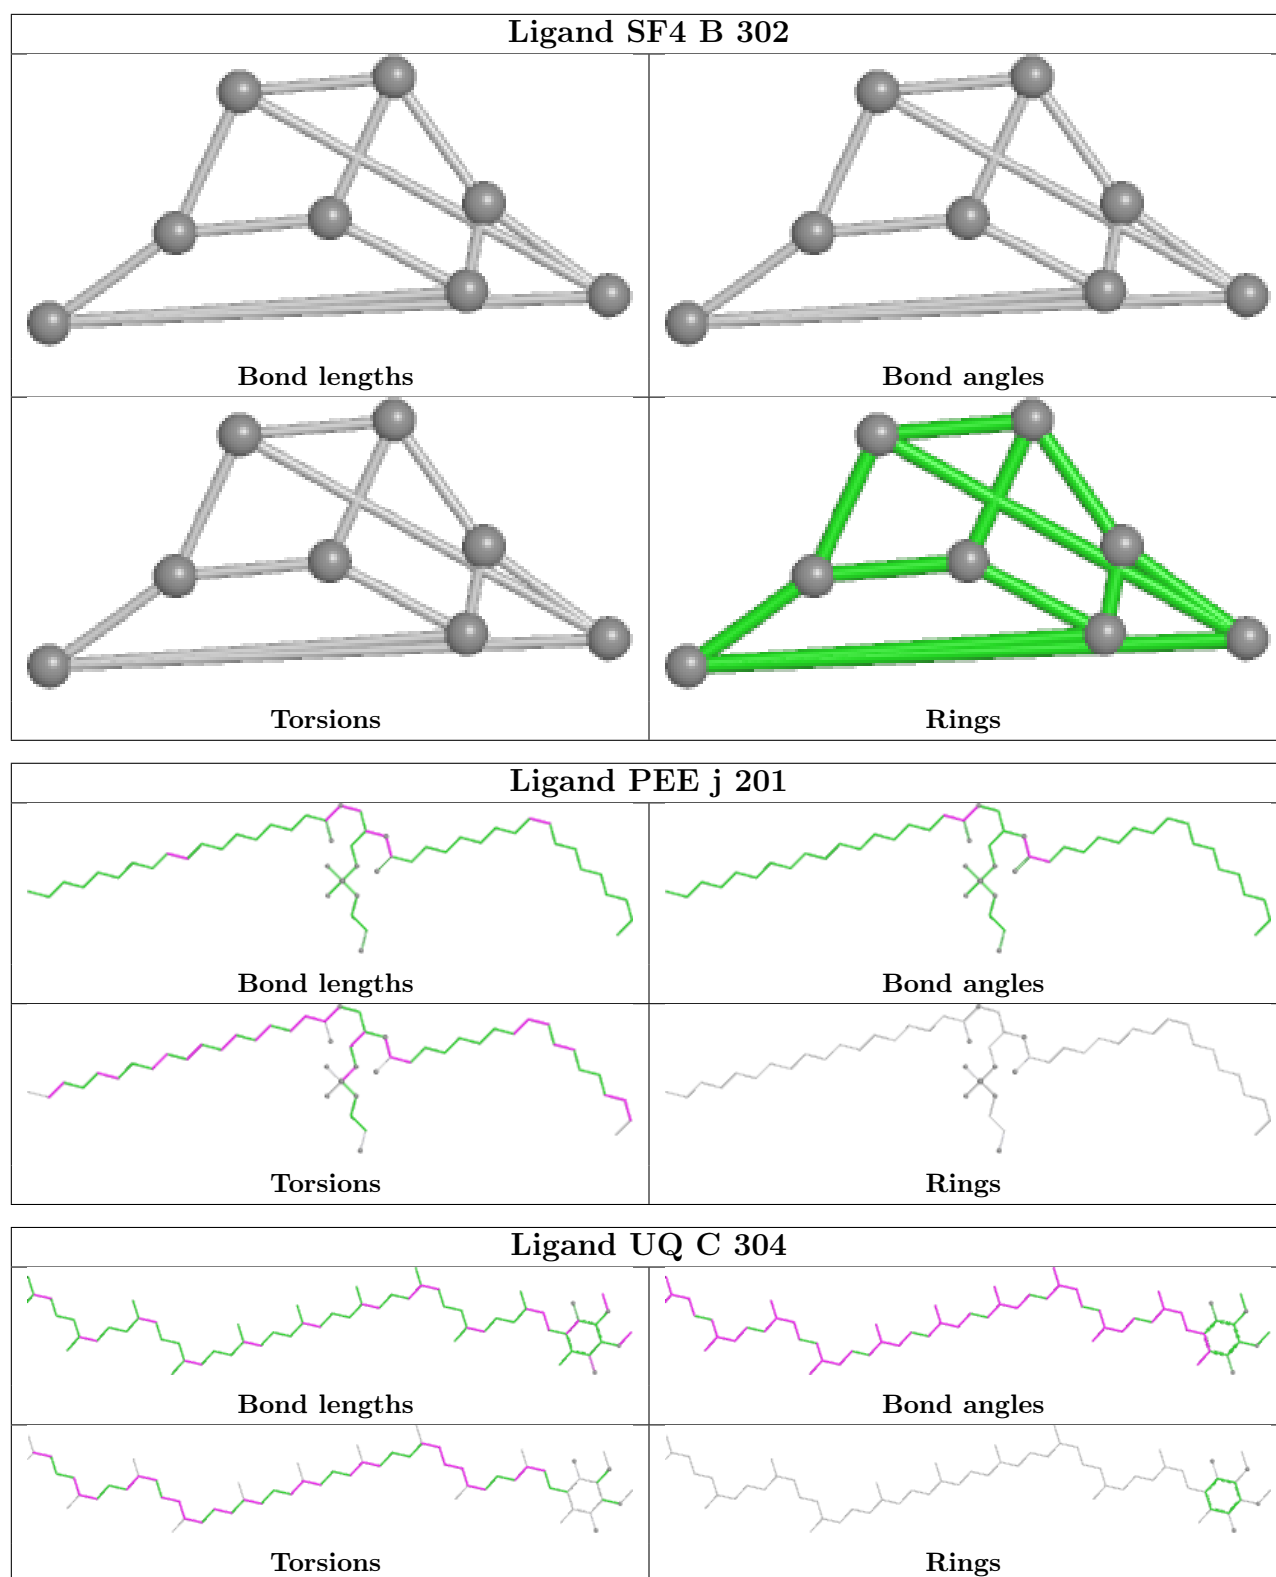 Ligand SF4 B 302
Bond lengths
Bond angles
Torsions
Rings
Ligand PEE j 201
Bond lengths
Bond angles
Torsions
Rings
Ligand UQ C 304
Bond lengths
Bond angles
Torsions
Rings